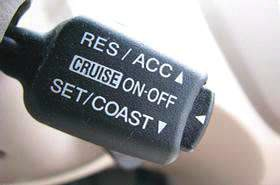 RES / ACC ▲
CRUISE ON-OFF
SET/COAST ▼